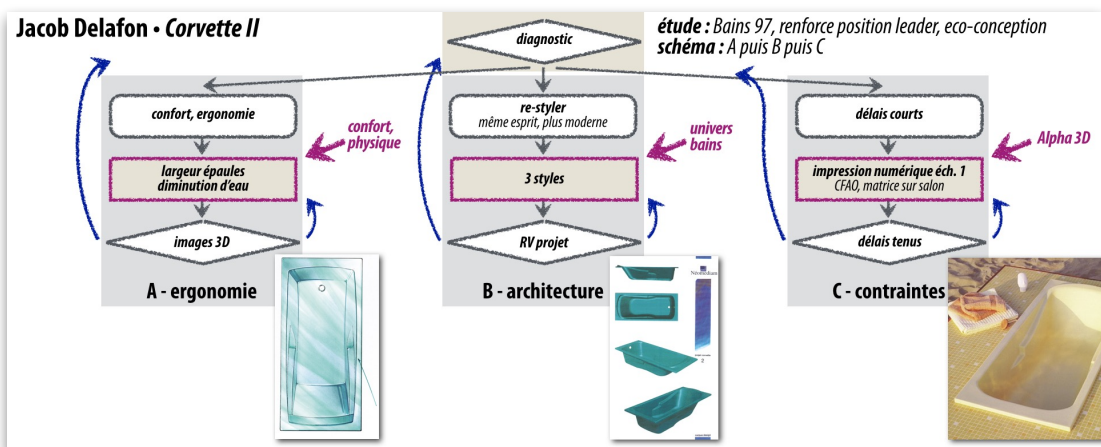 Jacob Delafon • Corvette II
diagnostic
étude : Bains 97, renforce position leader, eco-conception
schéma : A puis B puis C
confort, ergonomie
confort,
physique
largeur épaules
diminution d'eau
images 3D
A - ergonomie
re-styler
même esprit, plus moderne
univers
bains
3 styles
RV projet
B - architecture
délais courts
Alpha 3D
impression numérique éch. 1
CFAO, matrice sur salon
délais tenus
C - contraintes
2